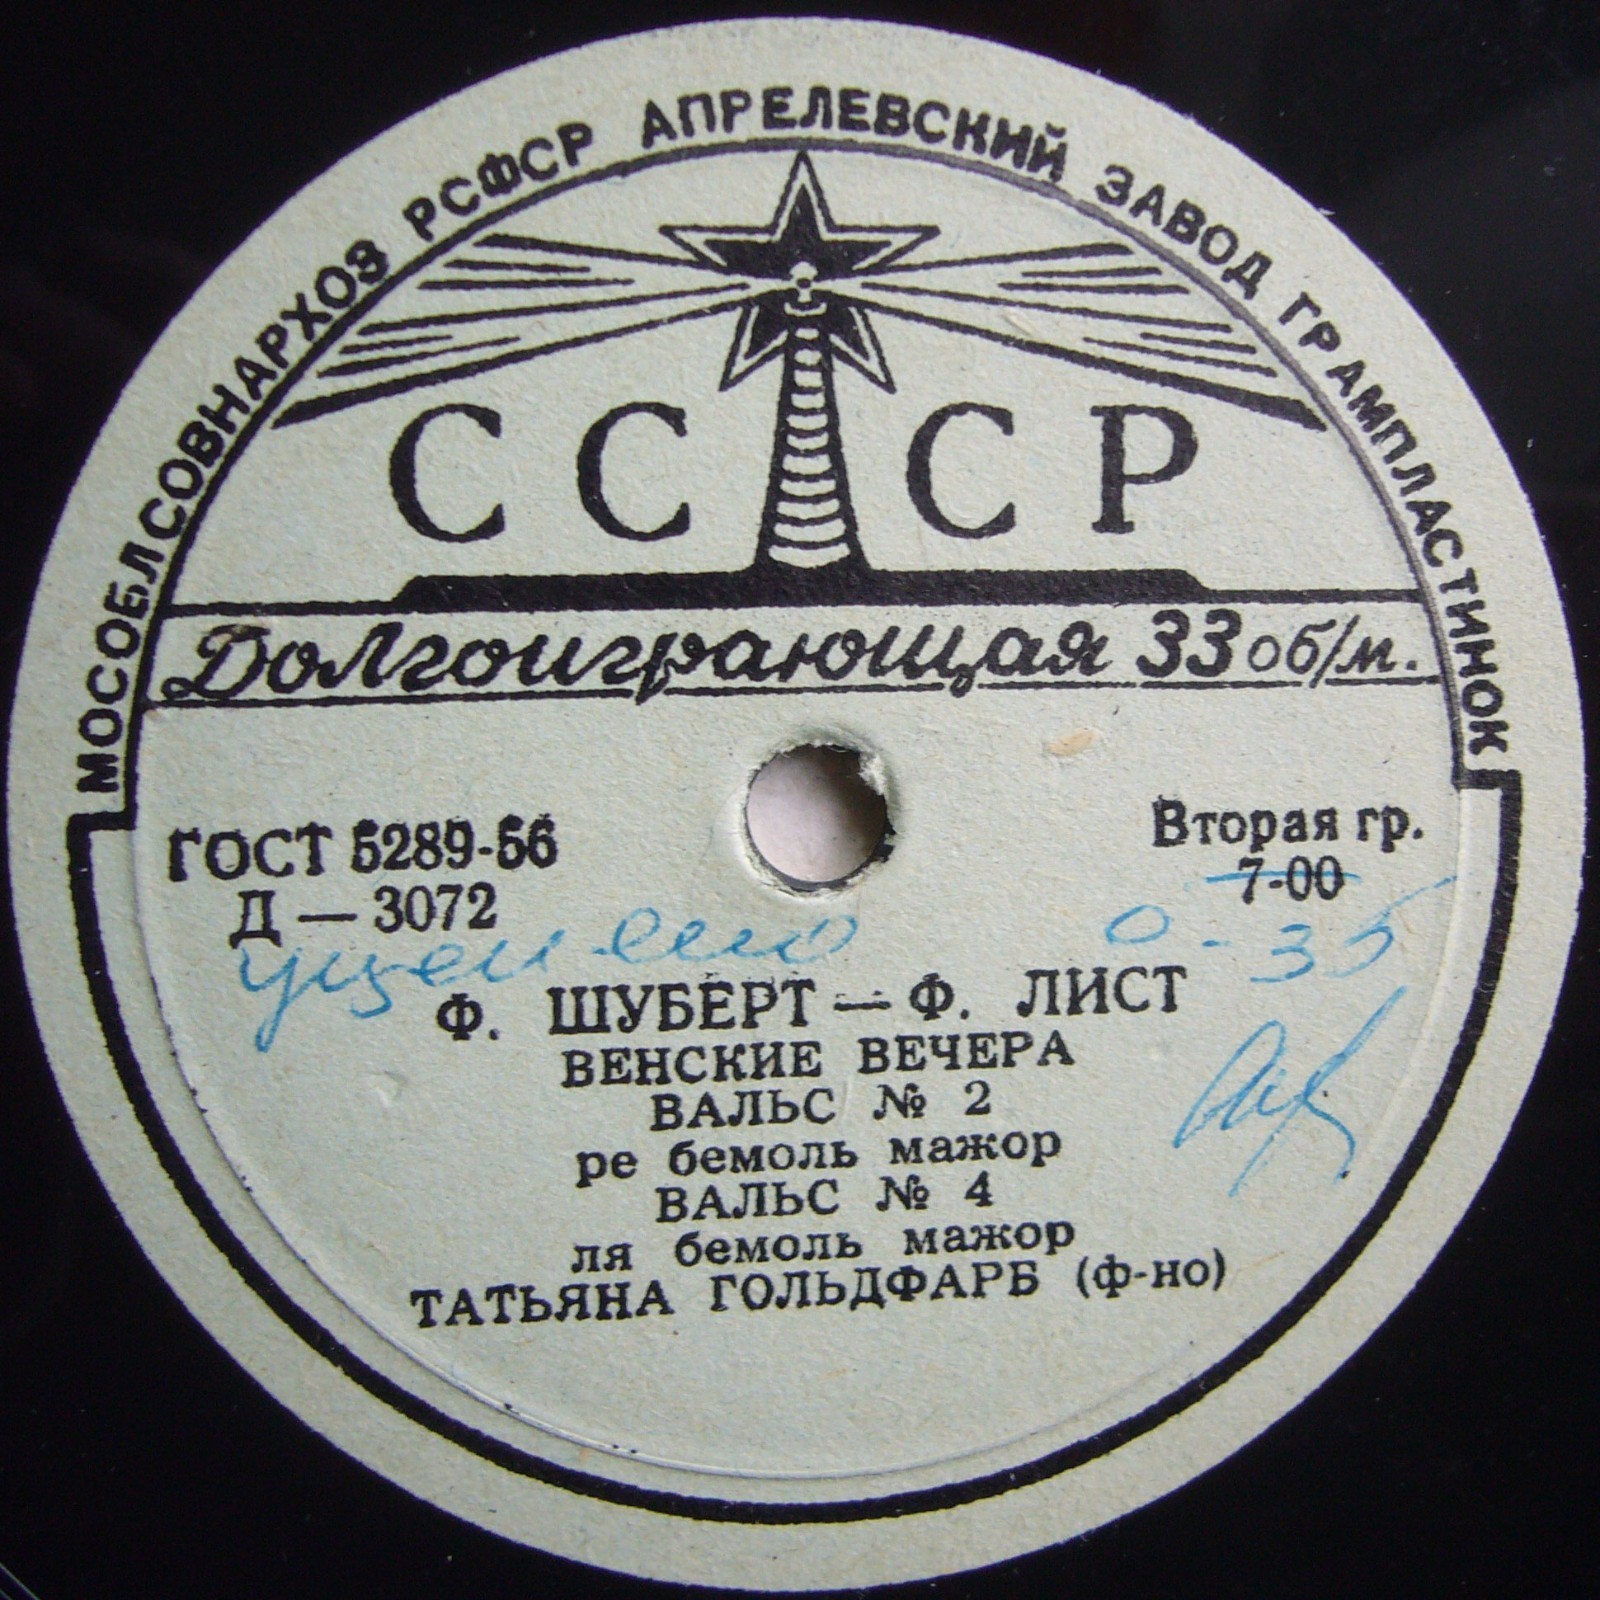 МОСОБЛСОВНАРХОЗ РСФСР АПРЕЛЕВСКИЙ ЗАВОД ГРАМПЛАСТИНОК
СССР
Долгоиграющая 33 об/м.
ГОСТ 5289-56
Вторая гр.
Д — 3072
7-00
уценено
0-35
Ф. ШУБЕРТ — Ф. ЛИСТ
ВЕНСКИЕ ВЕЧЕРА
ВАЛЬС № 2
ре бемоль мажор
ВАЛЬС № 4
ля бемоль мажор
ТАТЬЯНА ГОЛЬДФАРБ (ф-но)